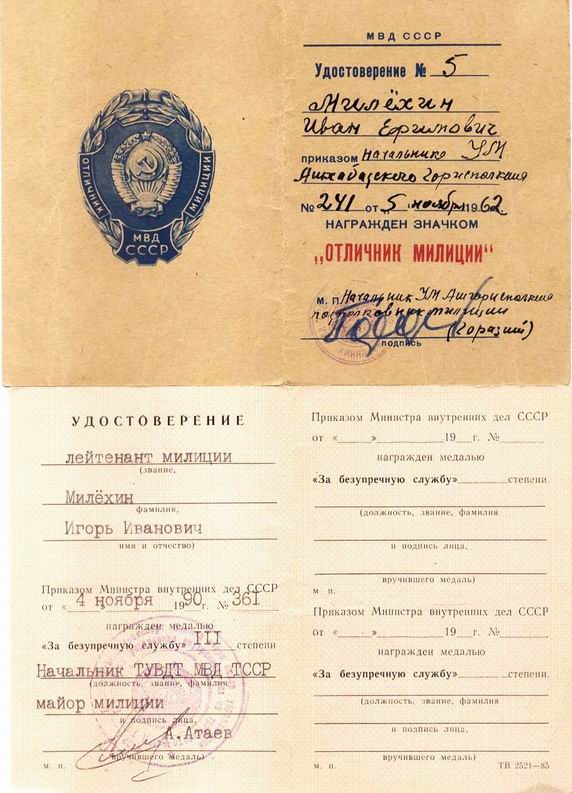 ОТЛИЧНИК МИЛИЦИИ
МВД
СССР
МВД СССР
Удостоверение № 5
Милёхин
Иван Ефимович
приказом Начальника УМ
Ашхабадского Горисполкома
№ 241 от 5 ноября 1962
НАГРАЖДЕН ЗНАЧКОМ
„ОТЛИЧНИК МИЛИЦИИ“
М. П. Начальник УМ Ашгорисполкома
подполковник милиции
(Горазий)
подпись
УДОСТОВЕРЕНИЕ
лейтенант милиции
(звание,
Милёхин
фамилия,
Игорь Иванович
имя и отчество)
Приказом Министра внутренних дел СССР
от « 4 ноября 1990 г. № 361
награжден медалью
«За безупречную службу» III степени
Начальник ТУВДТ МВД ТССР
(должность, звание, фамилия
майор милиции
и подпись лица,
А.Атаев
вручившего медаль)
м. п.
Приказом Министра внутренних дел СССР
от « » 19 г. №
награжден медалью
«За безупречную службу» степени.
(должность, звание, фамилия
и подпись лица,
вручившего медаль)
м п.
Приказом Министра внутренних дел СССР
от « » 19 г. №
награжден медалью
«За безупречную службу» степени.
(должность, звание, фамилия
и подпись лица,
вручившего медаль)
м. п.
ТВ 2521—85